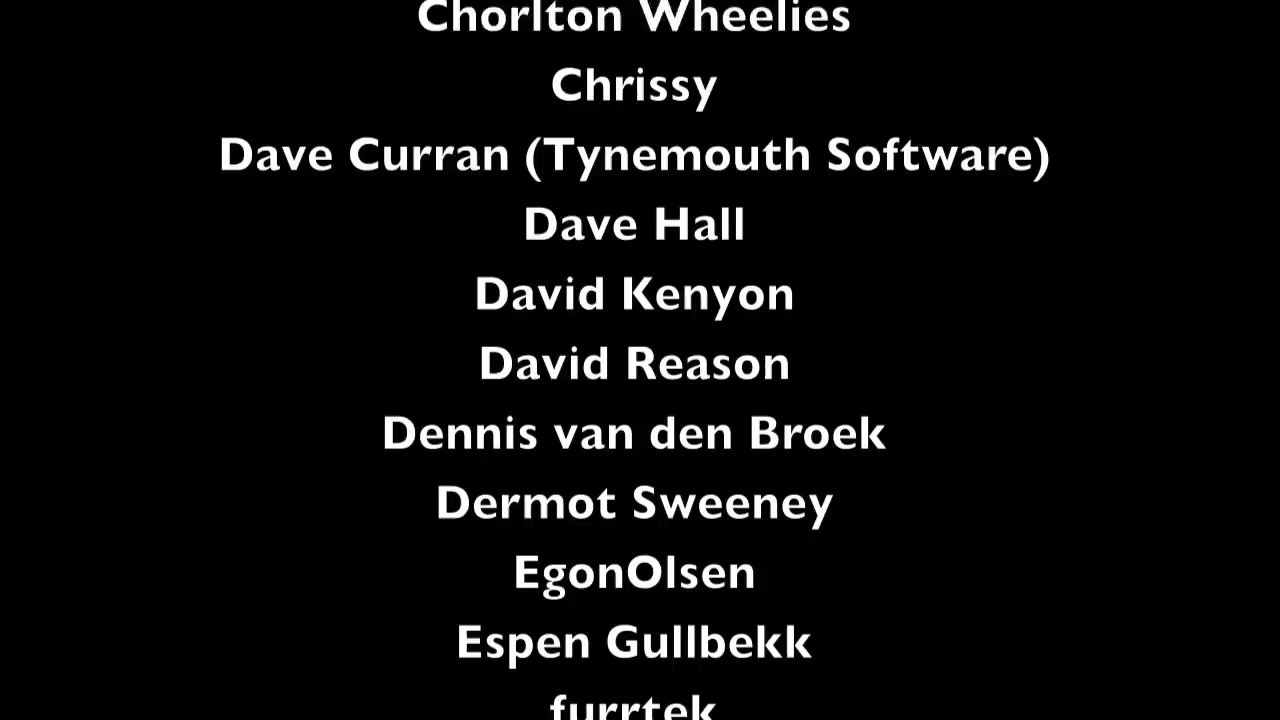 Chorlton Wheelies
Chrissy
Dave Curran (Tynemouth Software)
Dave Hall
David Kenyon
David Reason
Dennis van den Broek
Dermot Sweeney
EgonOlsen
Espen Gullbekk
furrtek